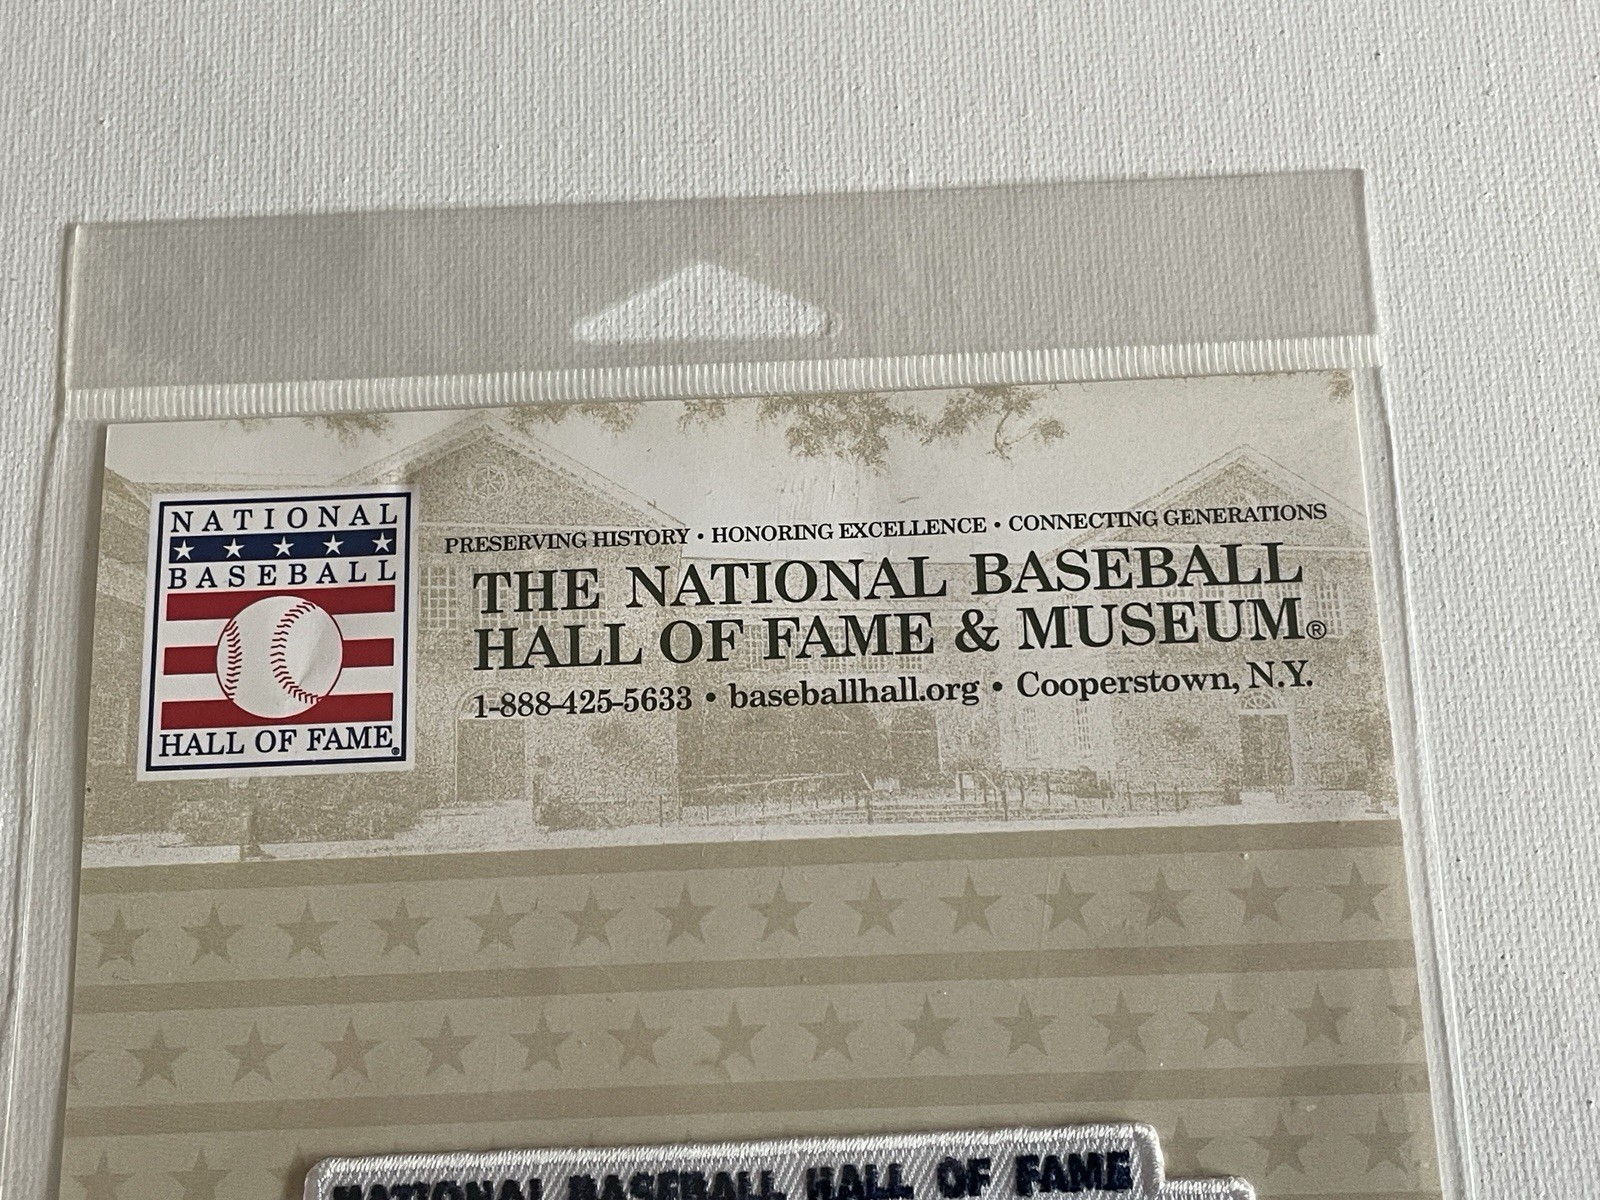 NATIONAL
BASEBALL
HALL OF FAME®
PRESERVING HISTORY • HONORING EXCELLENCE • CONNECTING GENERATIONS
THE NATIONAL BASEBALL
HALL OF FAME & MUSEUM®
1-888-425-5633 • baseballhall.org • Cooperstown, N.Y.
NATIONAL BASEBALL HALL OF FAME